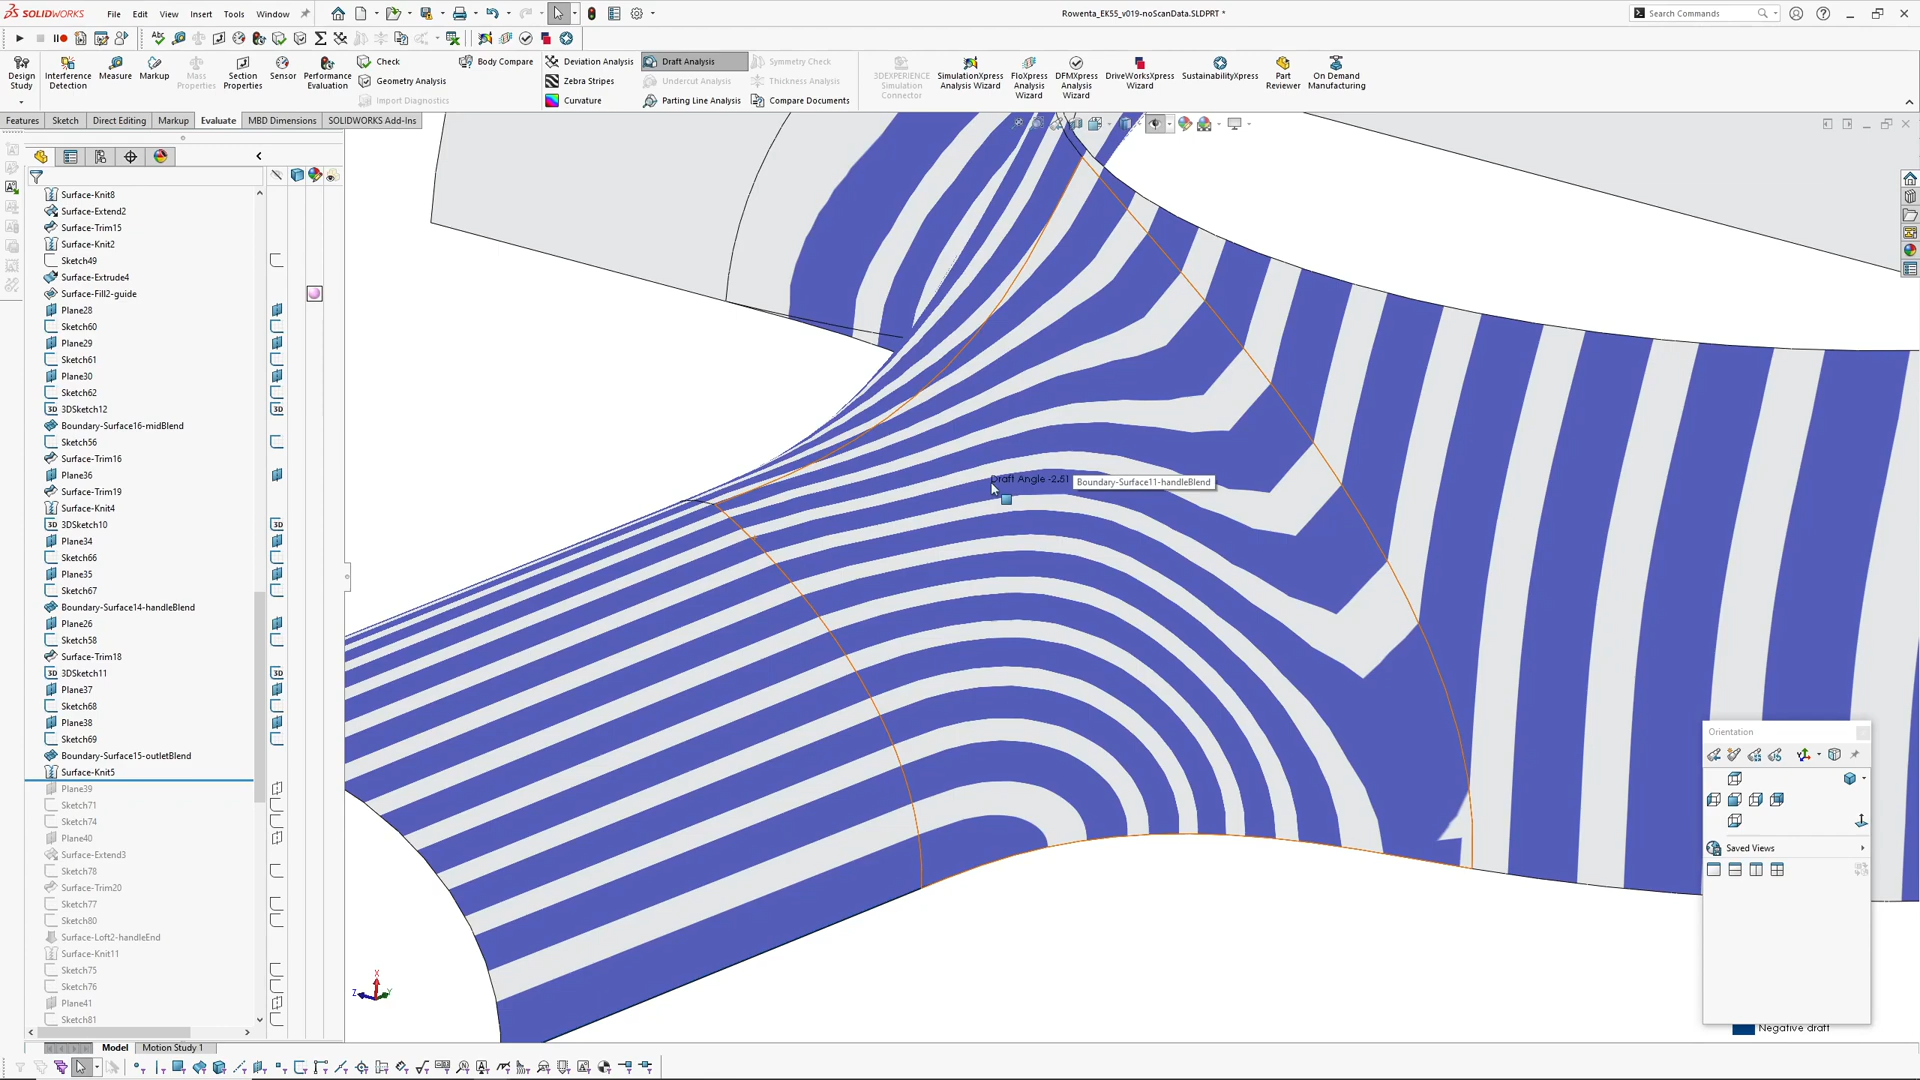 SOLIDWORKS File Edit View Insert Tools Window
Rowenta_EK55_v019-noScanData.SLDPRT *
Search Commands
Design Study
Interference Detection
Measure
Markup
Mass Properties
Section Properties
Sensor
Performance Evaluation
Check
Geometry Analysis
Import Diagnostics
Body Compare
Deviation Analysis
Zebra Stripes
Curvature
Draft Analysis
Undercut Analysis
Parting Line Analysis
Symmetry Check
Thickness Analysis
Compare Documents
3DEXPERIENCE Simulation Connector
SimulationXpress Analysis Wizard
FloXpress Analysis Wizard
DFMXpress Analysis Wizard
DriveWorksXpress Wizard
SustainabilityXpress
Part Reviewer
On Demand Manufacturing
Features Sketch Direct Editing Markup Evaluate MBD Dimensions SOLIDWORKS Add-Ins
Surface-Knit8
Surface-Extend2
Surface-Trim15
Surface-Knit2
Sketch49
Surface-Extrude4
Surface-Fill2-guide
Plane28
Sketch60
Plane29
Sketch61
Plane30
Sketch62
3D 3DSketch12 3D
Boundary-Surface16-midBlend
Sketch56
Surface-Trim16
Plane36
Surface-Trim19
Surface-Knit4
3D 3DSketch10 3D
Plane34
Sketch66
Plane35
Sketch67
Boundary-Surface14-handleBlend
Plane26
Sketch58
Surface-Trim18
3D 3DSketch11 3D
Plane37
Sketch68
Plane38
Sketch69
Boundary-Surface15-outletBlend
Surface-Knit5
Plane39
Sketch71
Sketch74
Plane40
Surface-Extend3
Sketch78
Surface-Trim20
Sketch77
Sketch80
Surface-Loft2-handleEnd
Surface-Knit11
Sketch75
Sketch76
Plane41
Sketch81
Draft Angle -2.51
Boundary-Surface11-handleBlend
X
Z
Y
Orientation
Saved Views
Negative draft
Model Motion Study 1